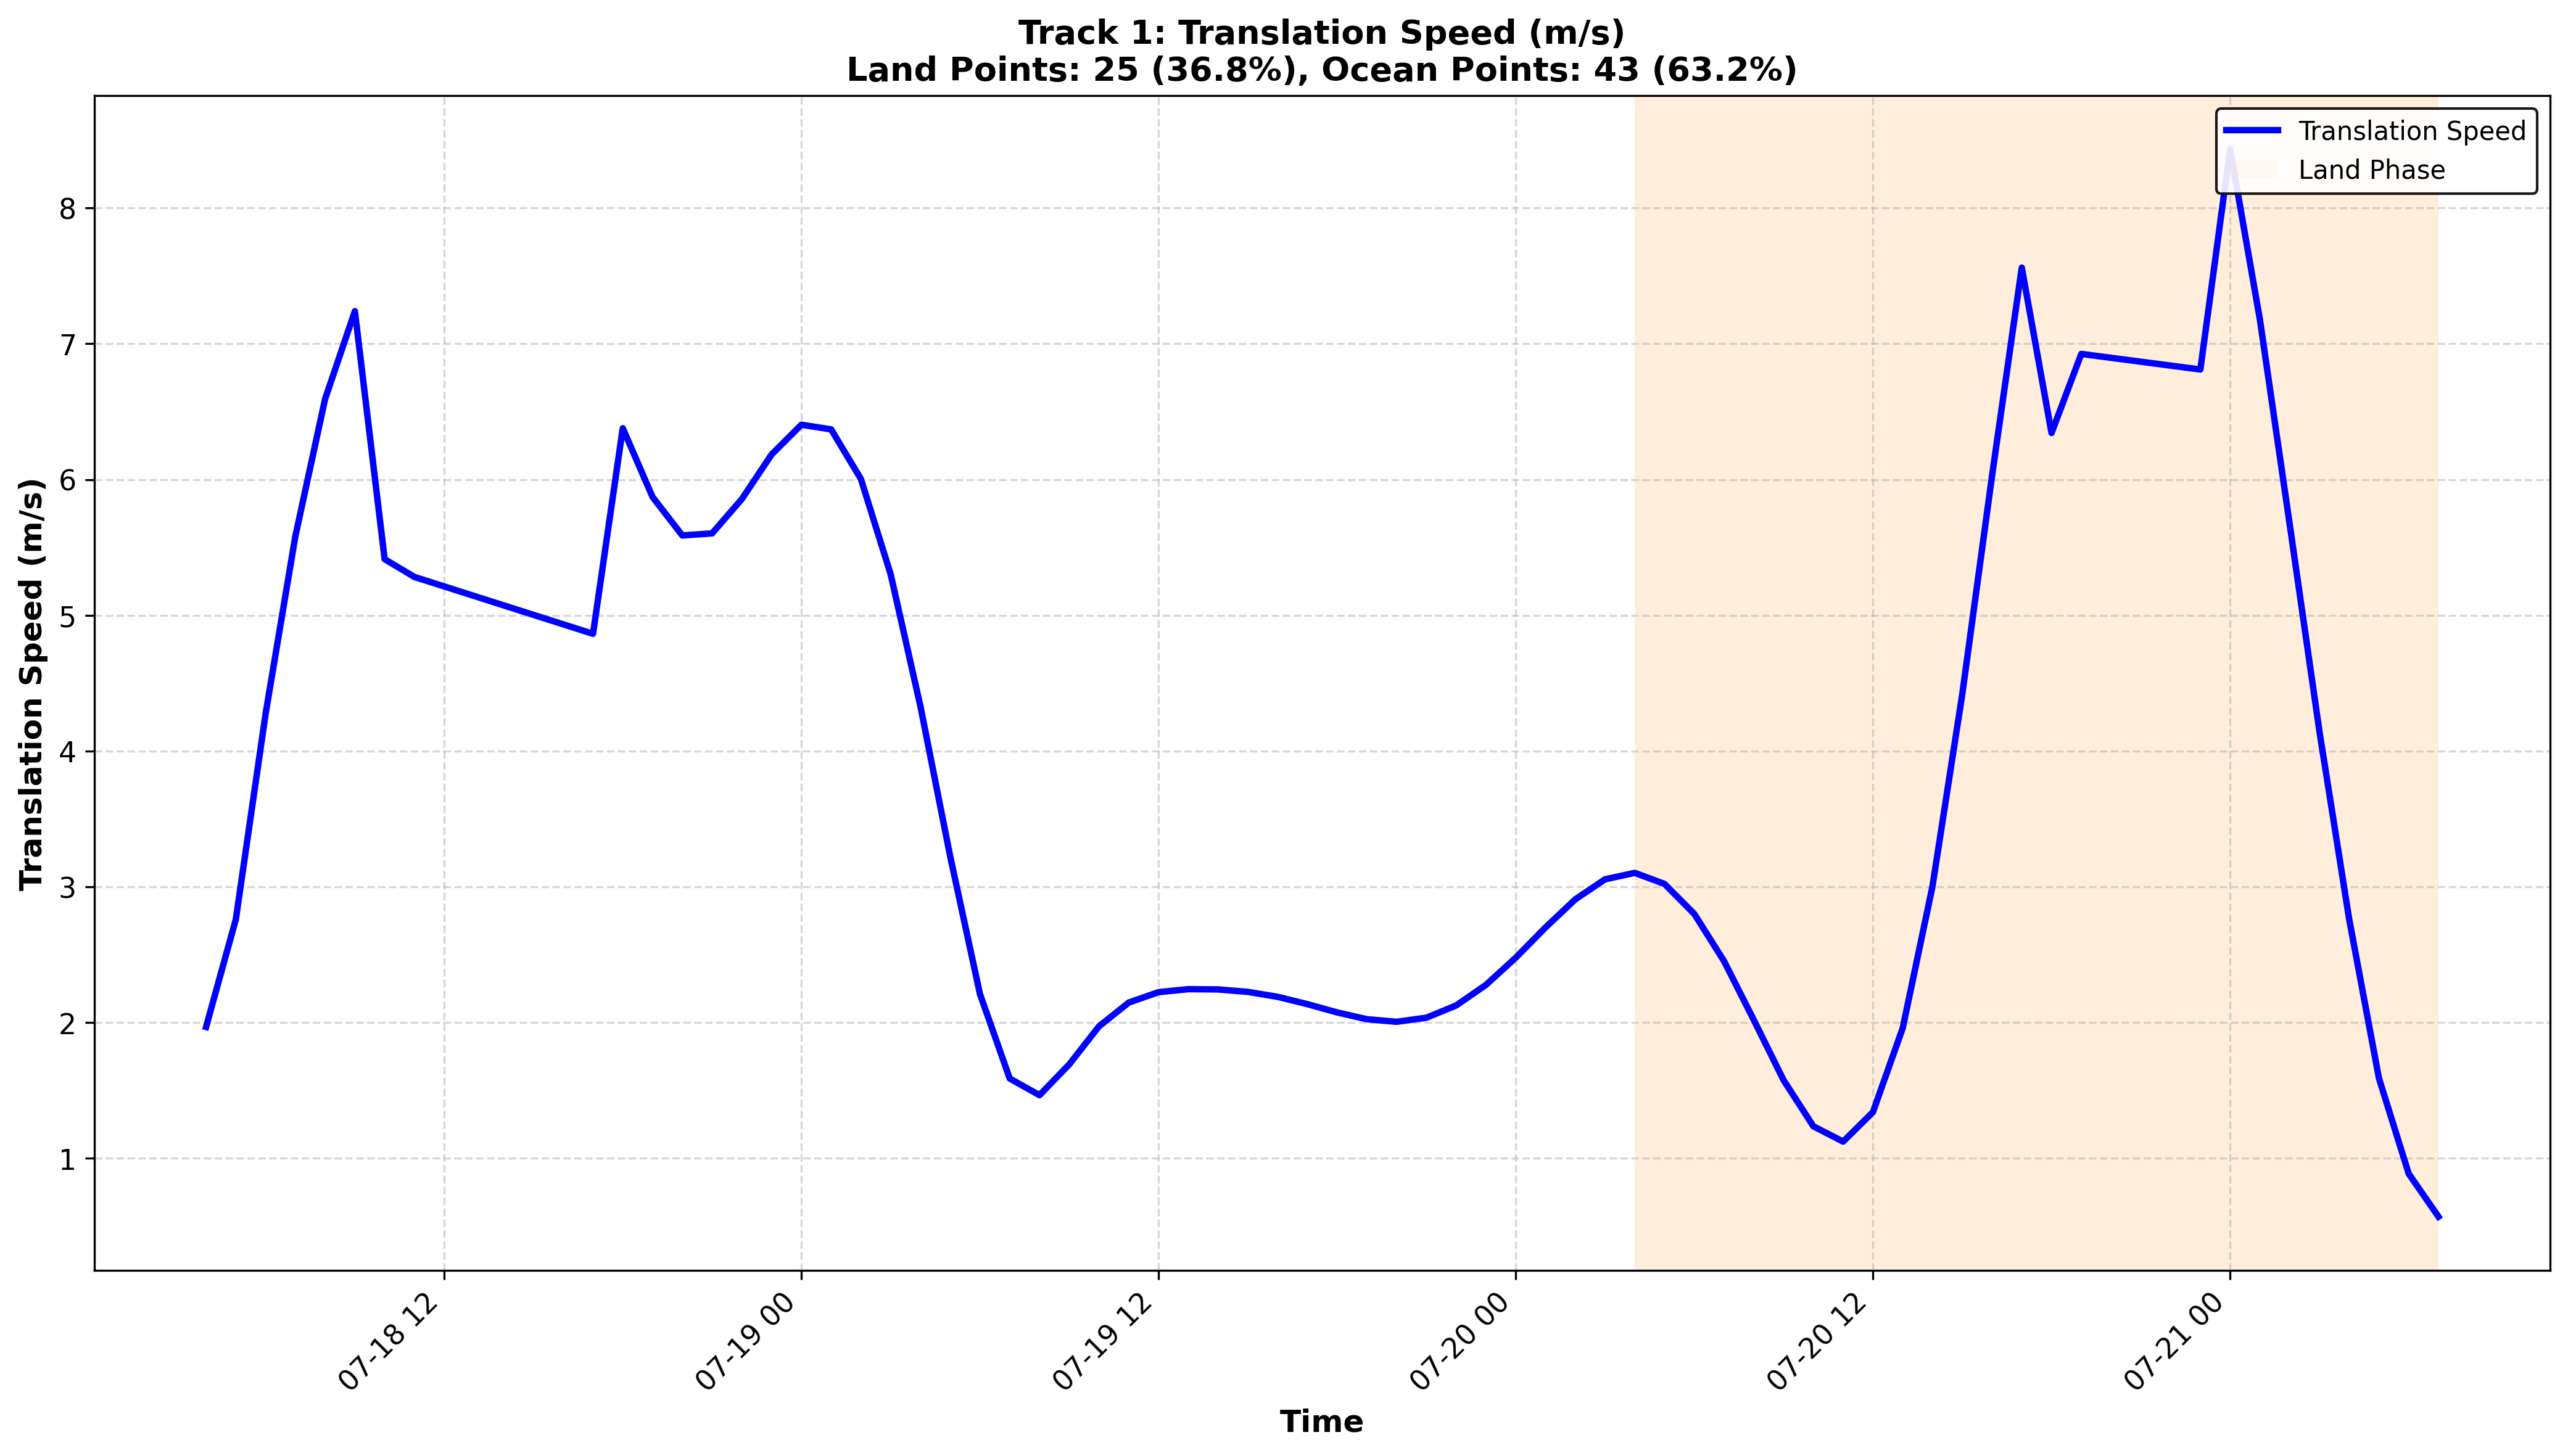 Track 1: Translation Speed (m/s)
Land Points: 25 (36.8%), Ocean Points: 43 (63.2%)
Translation Speed
Land Phase
Translation Speed (m/s)
8
7
6
5
4
3
2
1
07-18 12
07-19 00
07-19 12
07-20 00
07-20 12
07-21 00
Time